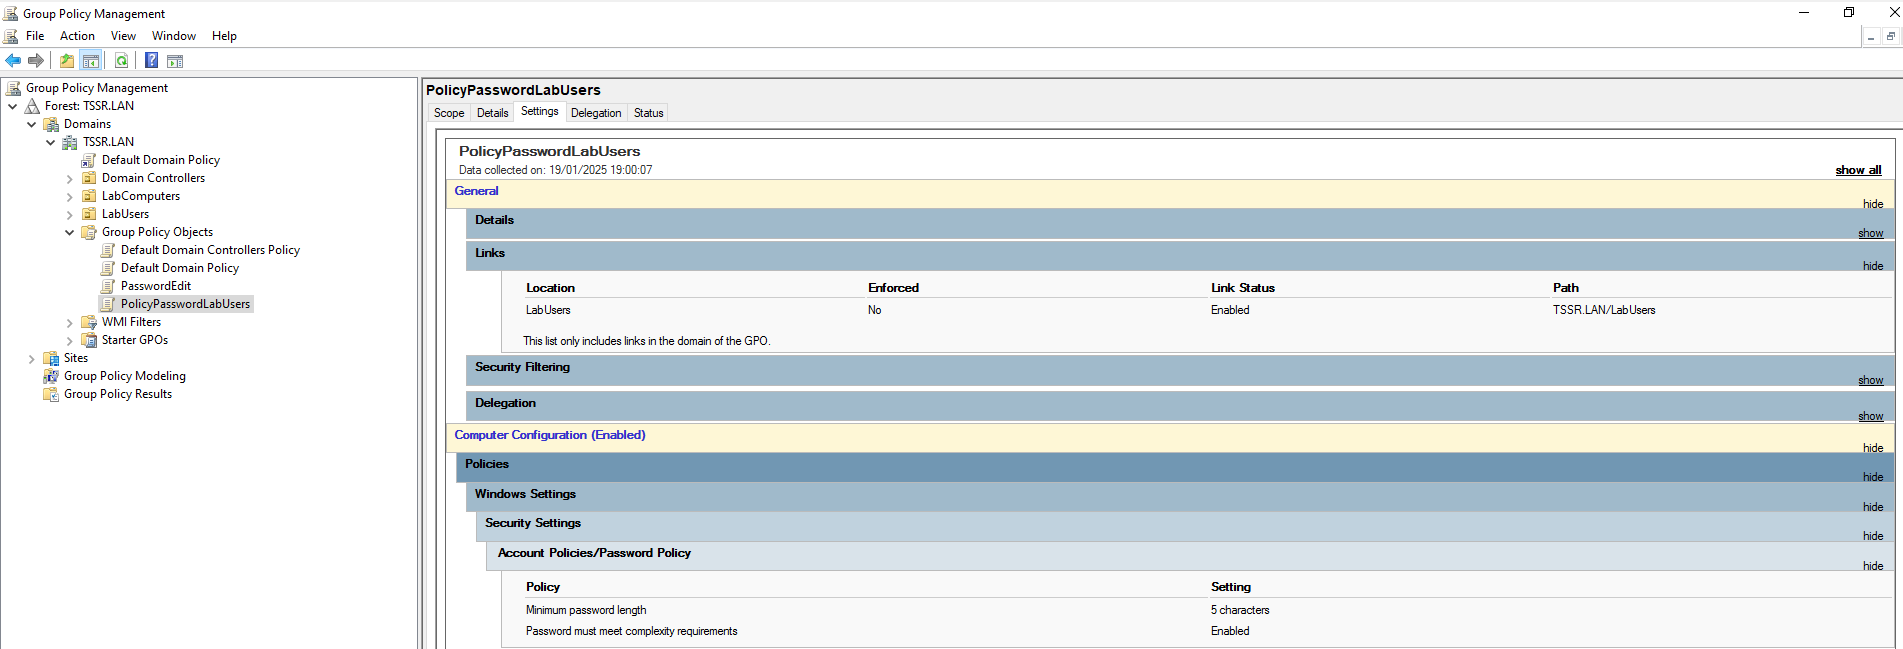 Group Policy Management
File Action View Window Help
Group Policy Management
Forest: TSSR.LAN
Domains
TSSR.LAN
Default Domain Policy
Domain Controllers
LabComputers
LabUsers
Group Policy Objects
Default Domain Controllers Policy
Default Domain Policy
PasswordEdit
PolicyPasswordLabUsers
WMI Filters
Starter GPOs
Sites
Group Policy Modeling
Group Policy Results
PolicyPasswordLabUsers
Scope Details Settings Delegation Status
PolicyPasswordLabUsers
Data collected on: 19/01/2025 19:00:07
show all
General
hide
Details
show
Links
hide
Location Enforced Link Status Path
LabUsers No Enabled TSSR.LAN/LabUsers
This list only includes links in the domain of the GPO.
Security Filtering
show
Delegation
show
Computer Configuration (Enabled)
hide
Policies
hide
Windows Settings
hide
Security Settings
hide
Account Policies/Password Policy
hide
Policy Setting
Minimum password length 5 characters
Password must meet complexity requirements Enabled